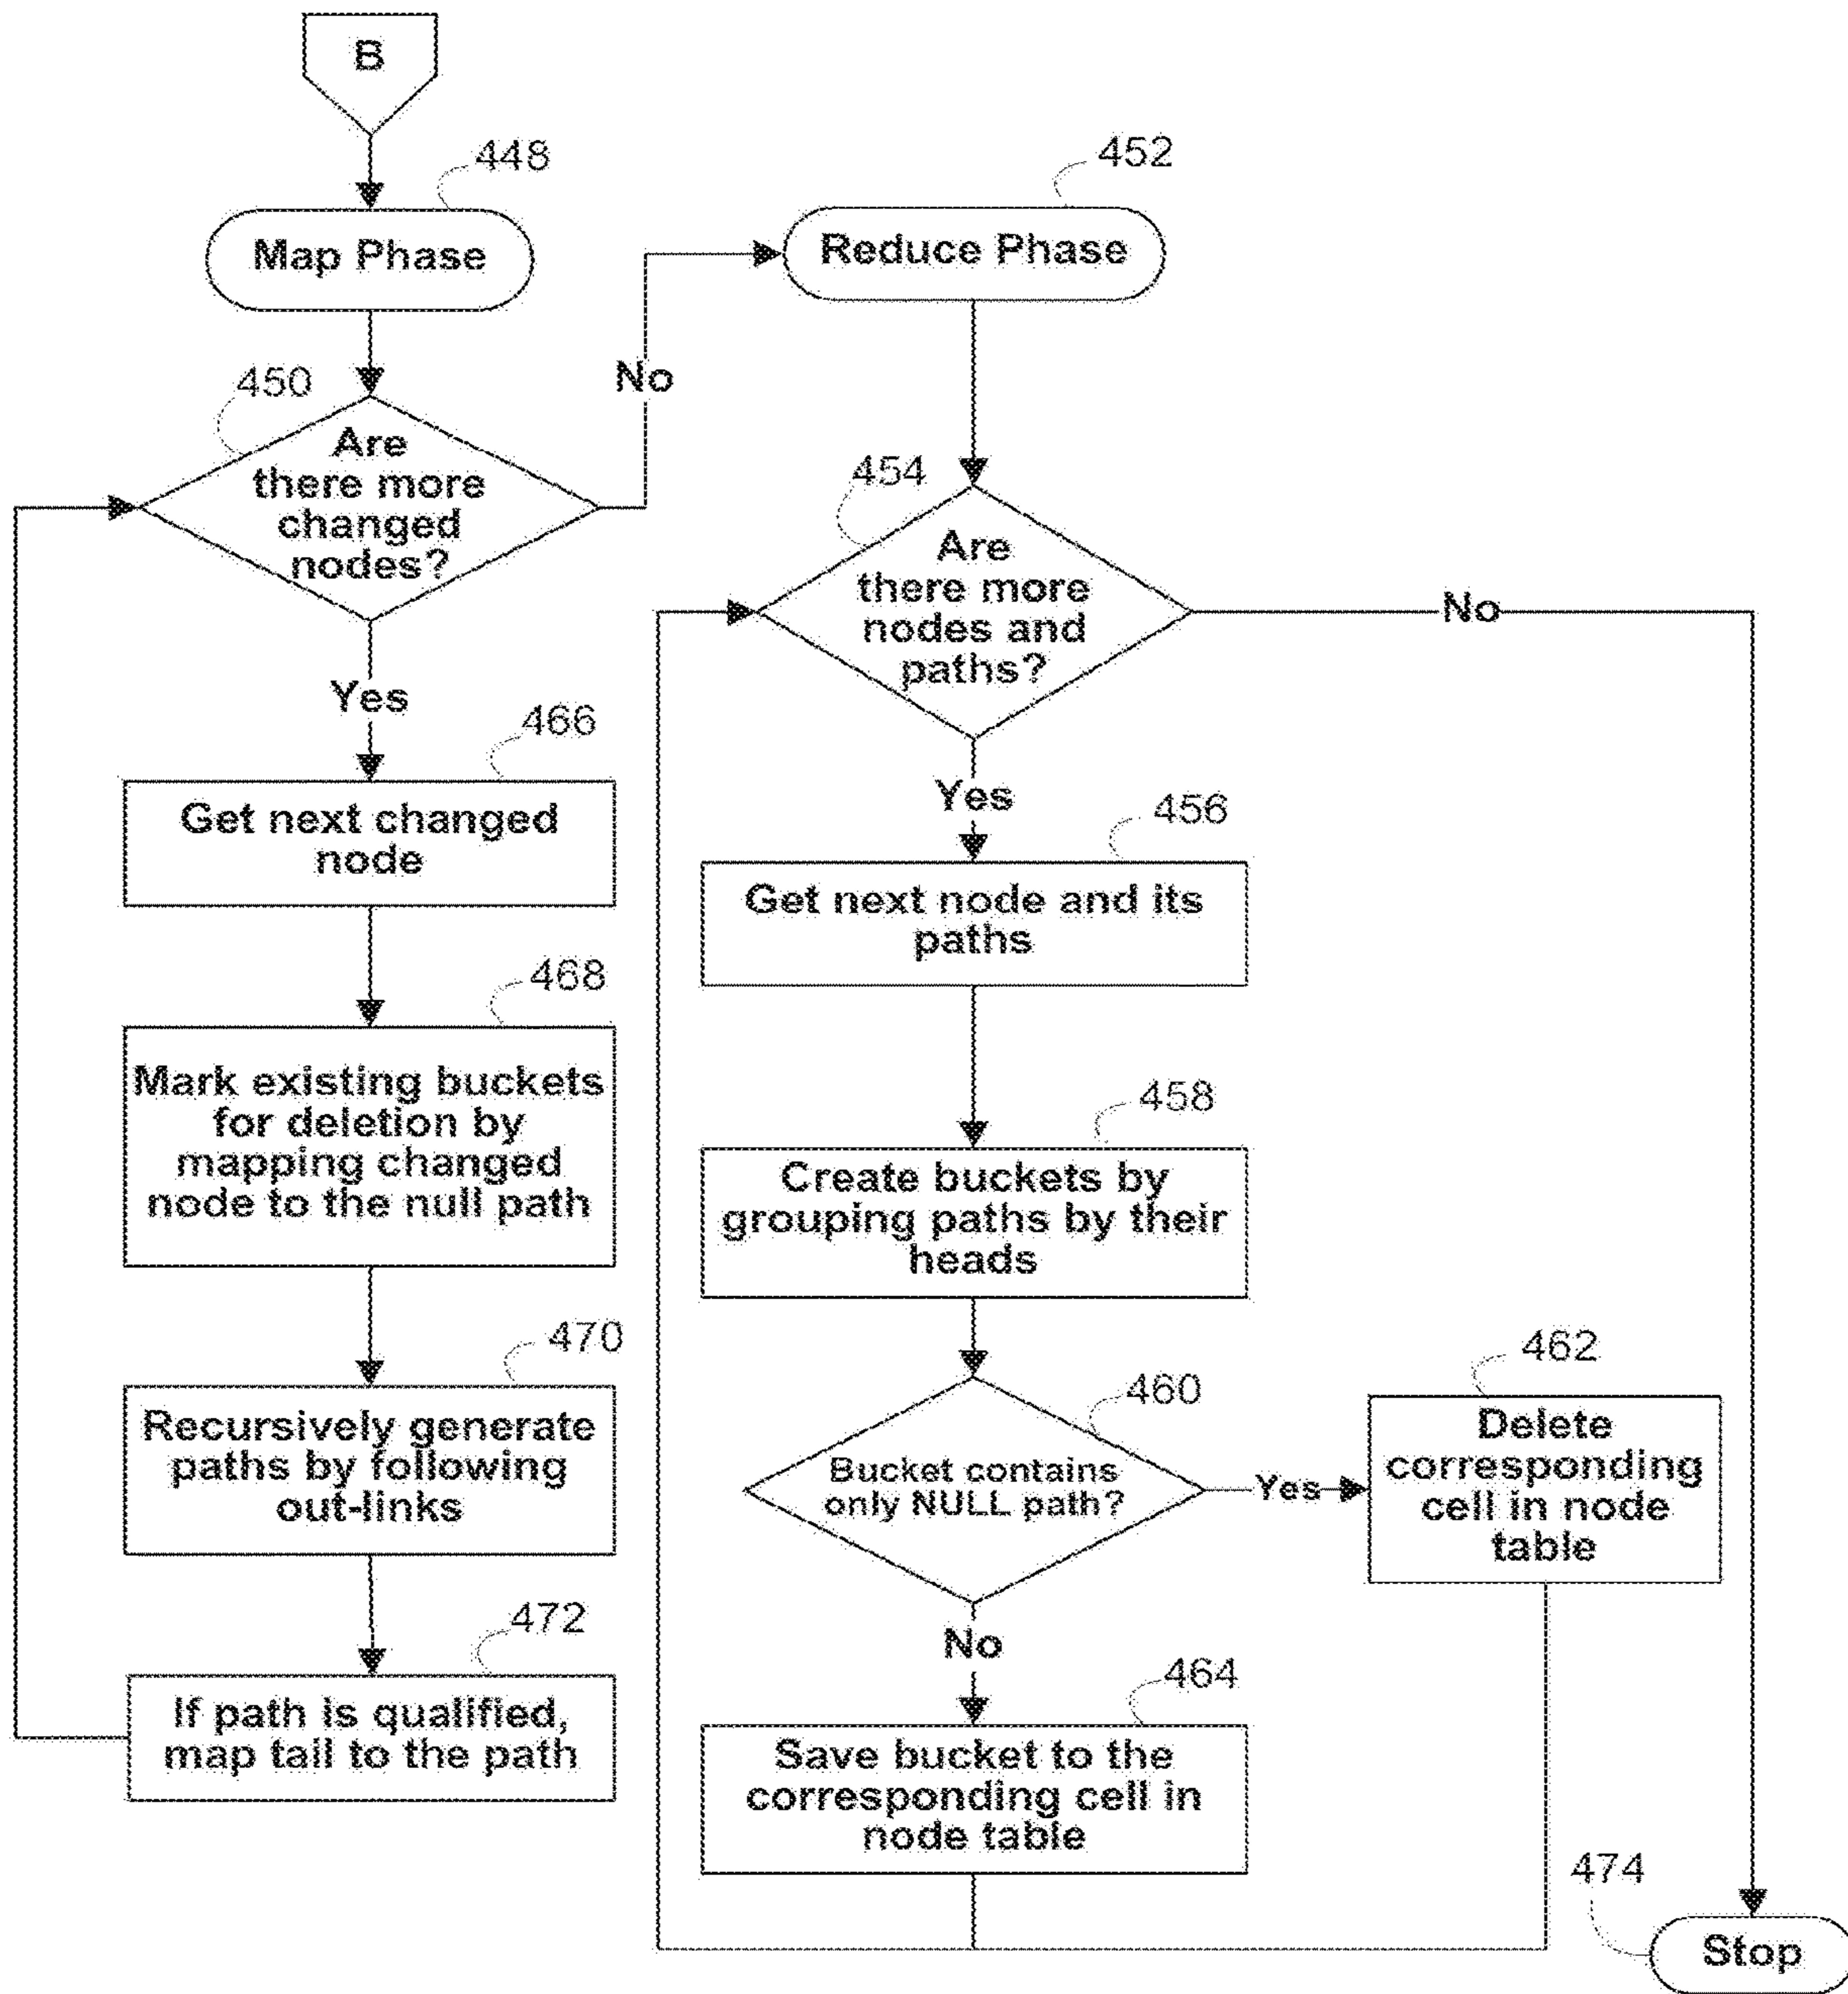 B
448
Map Phase
450
Are
there more
changed
nodes?
No
Yes
466
Get next changed
node
468
Mark existing buckets
for deletion by
mapping changed
node to the null path
470
Recursively generate
paths by following
out-links
472
If path is qualified,
map tail to the path
452
Reduce Phase
454
Are
there more
nodes and
paths?
No
Yes
456
Get next node and its
paths
458
Create buckets by
grouping paths by their
heads
460
Bucket contains
only NULL path?
Yes
462
Delete
corresponding
cell in node
table
No
464
Save bucket to the
corresponding cell in
node table
474
Stop